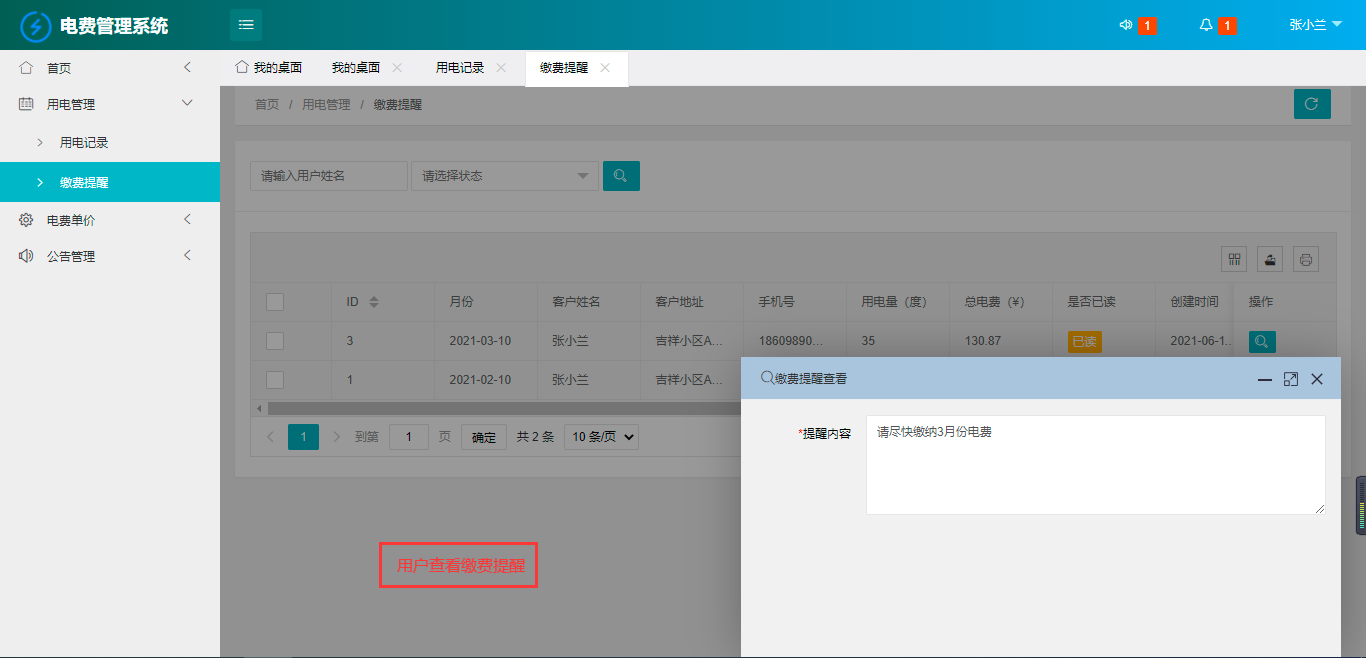 电费管理系统
1
1
张小兰
首页
用电管理
用电记录
缴费提醒
电费单价
公告管理
我的桌面
我的桌面
用电记录
缴费提醒
首页 / 用电管理 / 缴费提醒
请输入用户姓名
请选择状态
ID 月份 客户姓名 客户地址 手机号 用电量（度） 总电费（¥） 是否已读 创建时间 操作
3 2021-03-10 张小兰 吉祥小区A... 18609890... 35 130.87 已读 2021-06-1..
1 2021-02-10 张小兰 吉祥小区A...
1 到第 1 页 确定 共 2 条 10 条/页
缴费提醒查看
*提醒内容
请尽快缴纳3月份电费
用户查看缴费提醒